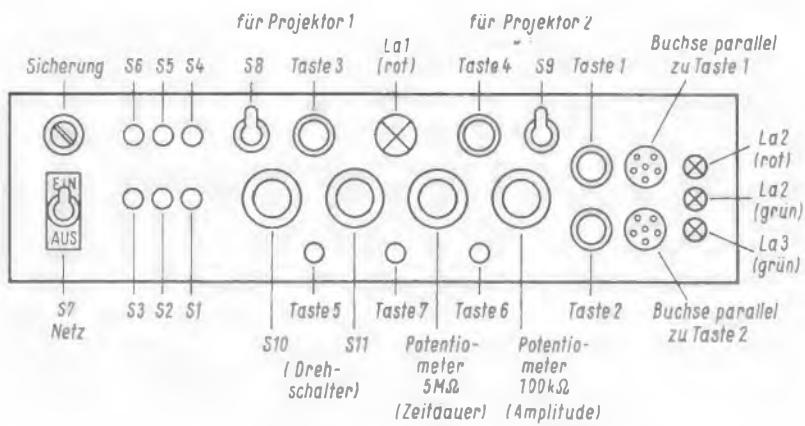 für Projektor 1
für Projektor 2
Sicherung
S6
S5
S4
S8
Taste 3
La1
(rot)
Taste 4
S9
Taste 1
Buchse parallel
zu Taste 1
La2
(rot)
La2
(grün)
La3
(grün)
EIN
AUS
S7
Netz
S3
S2
S1
Taste 5
Taste 7
Taste 6
Taste 2
Buchse parallel
zu Taste 2
S10
(Dreh-
schalter)
S11
Potentio-
meter
5MΩ
(Zeitdauer)
Potentio-
meter
100kΩ
(Amplitude)